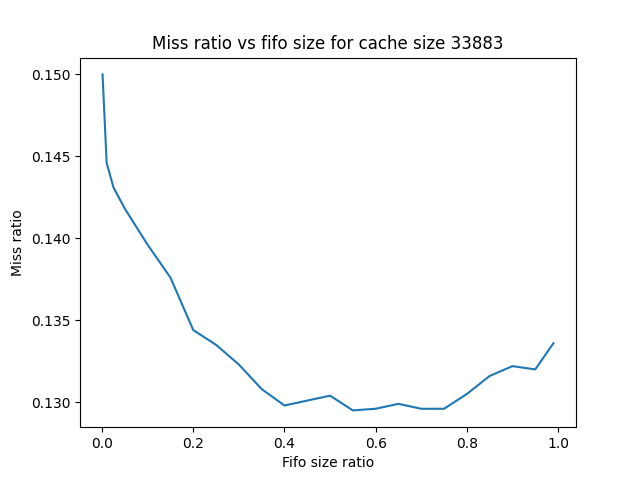 Miss ratio vs fifo size for cache size 33883
0.150
0.145
0.140
0.135
0.130
Miss ratio
0.0 0.2 0.4 0.6 0.8 1.0
Fifo size ratio